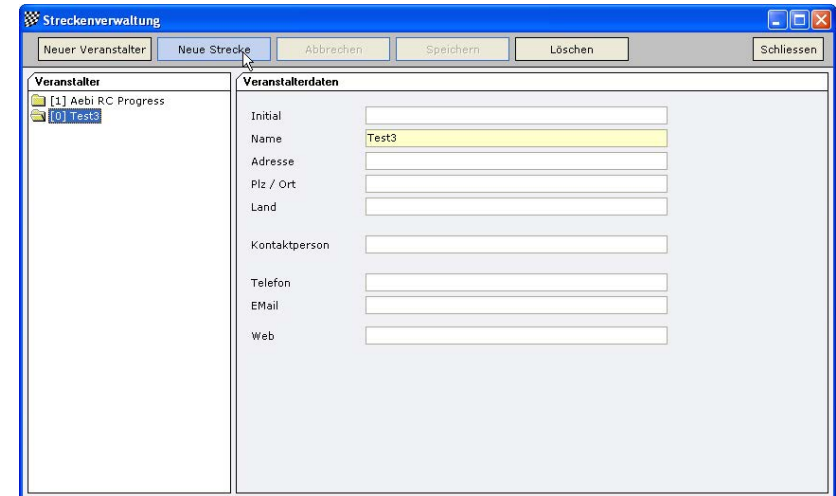 Streckenverwaltung
Neuer Veranstalter Neue Strecke Abbrechen Speichern Löschen Schliessen
Veranstalter
[1] Aebi RC Progress
[0] Test3
Veranstalterdaten
Initial
Name Test3
Adresse
Plz / Ort
Land
Kontaktperson
Telefon
EMail
Web